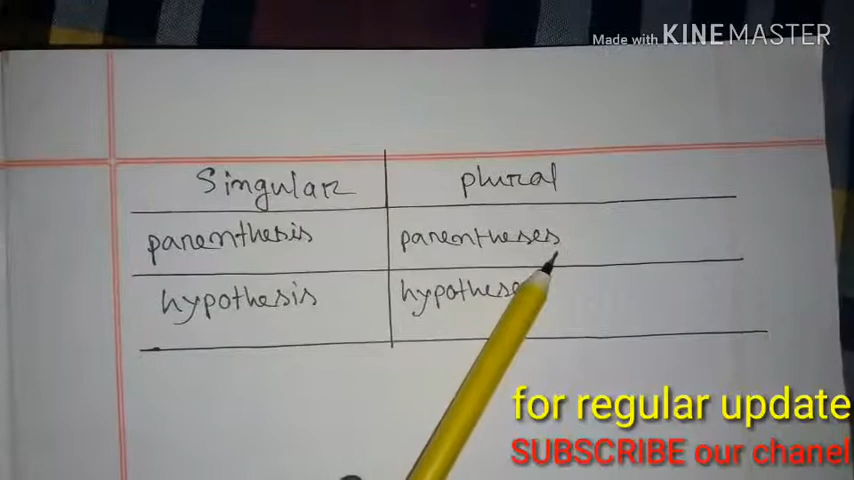 Made with KINEMASTER
Singular plural
parenthesis parentheses
hypothesis
for regular update
SUBSCRIBE our chanel